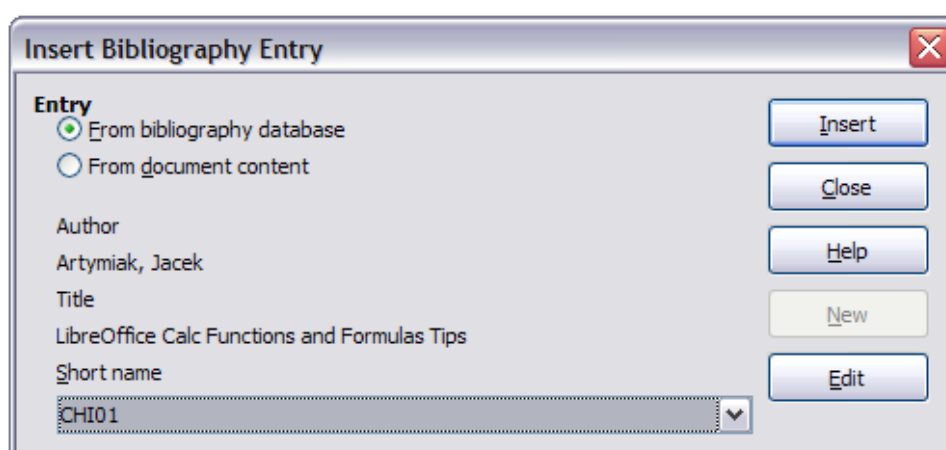 Insert Bibliography Entry
Entry
From bibliography database
From document content
Author
Artymiak, Jacek
Title
LibreOffice Calc Functions and Formulas Tips
Short name
CHI01
Insert
Close
Help
New
Edit